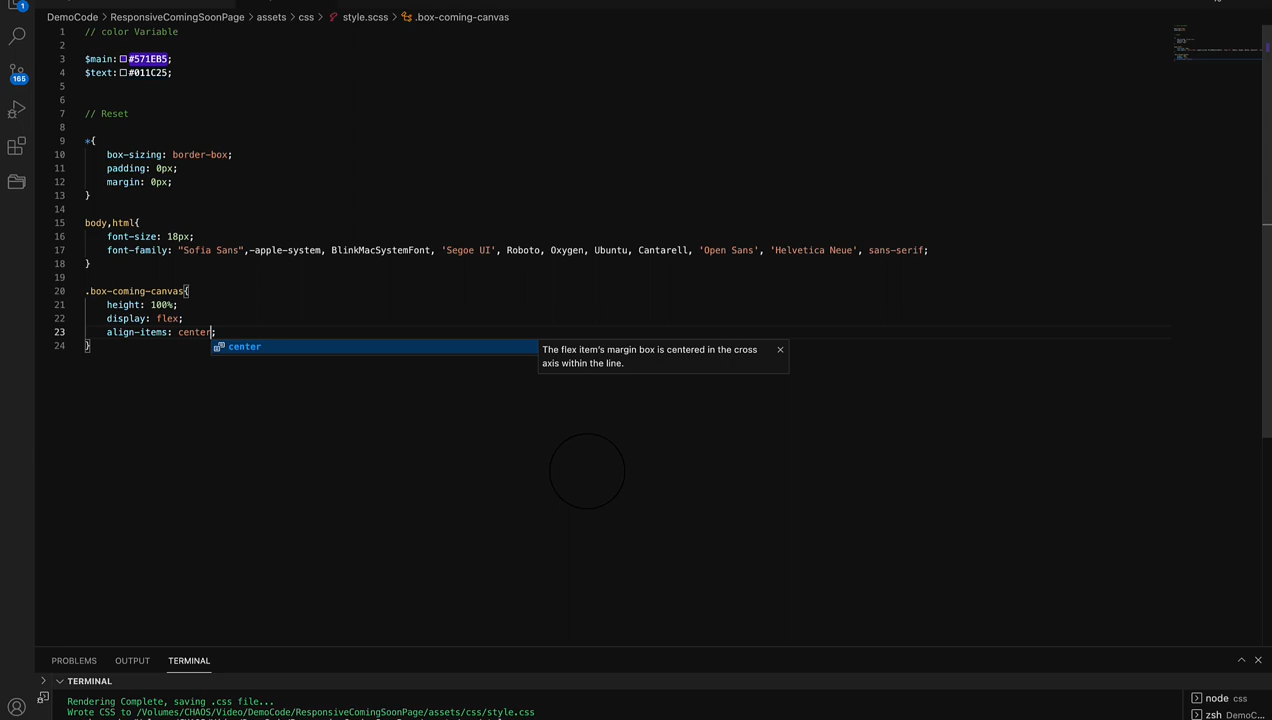 1
DemoCode > ResponsiveComingSoonPage > assets > css > style.scss > .box-coming-canvas
1 // color Variable
2
3 $main: #571EB5;
4 $text: #011C25;
5
6
7 // Reset
8
9 *{
10 box-sizing: border-box;
11 padding: 0px;
12 margin: 0px;
13 }
14
15 body,html{
16 font-size: 18px;
17 font-family: "Sofia Sans",-apple-system, BlinkMacSystemFont, 'Segoe UI', Roboto, Oxygen, Ubuntu, Cantarell, 'Open Sans', 'Helvetica Neue', sans-serif;
18 }
19
20 .box-coming-canvas{
21 height: 100%;
22 display: flex;
23 align-items: center;
24 }
center
The flex item's margin box is centered in the cross
axis within the line.
165
PROBLEMS OUTPUT TERMINAL
TERMINAL
Rendering Complete, saving .css file...
Wrote CSS to /Volumes/CHAOS/Video/DemoCode/ResponsiveComingSoonPage/assets/css/style.css
node css
zsh DemoC...